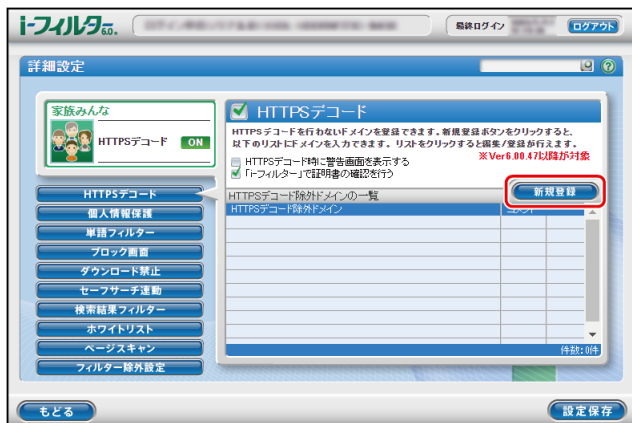 i-フィルター6.0.
最終ログイン
ログアウト
詳細設定
家族みんな
HTTPSデコード ON
HTTPSデコード
個人情報保護
単語フィルター
ブロック画面
ダウンロード禁止
セーフサーチ連動
検索結果フィルター
ホワイトリスト
ページスキャン
フィルター除外設定
HTTPSデコード
HTTPSデコードを行わないドメインを登録できます。新規登録ボタンをクリックすると、
以下のリストにドメインを入力できます。リストをクリックすると編集/登録が行えます。
※Ver6.00.47以降が対象
HTTPSデコード時に警告画面を表示する
「i-フィルター」で証明書の確認を行う
新規登録
HTTPSデコード除外ドメインの一覧
HTTPSデコード除外ドメイン
コメント
件数:0件
もどる
設定保存